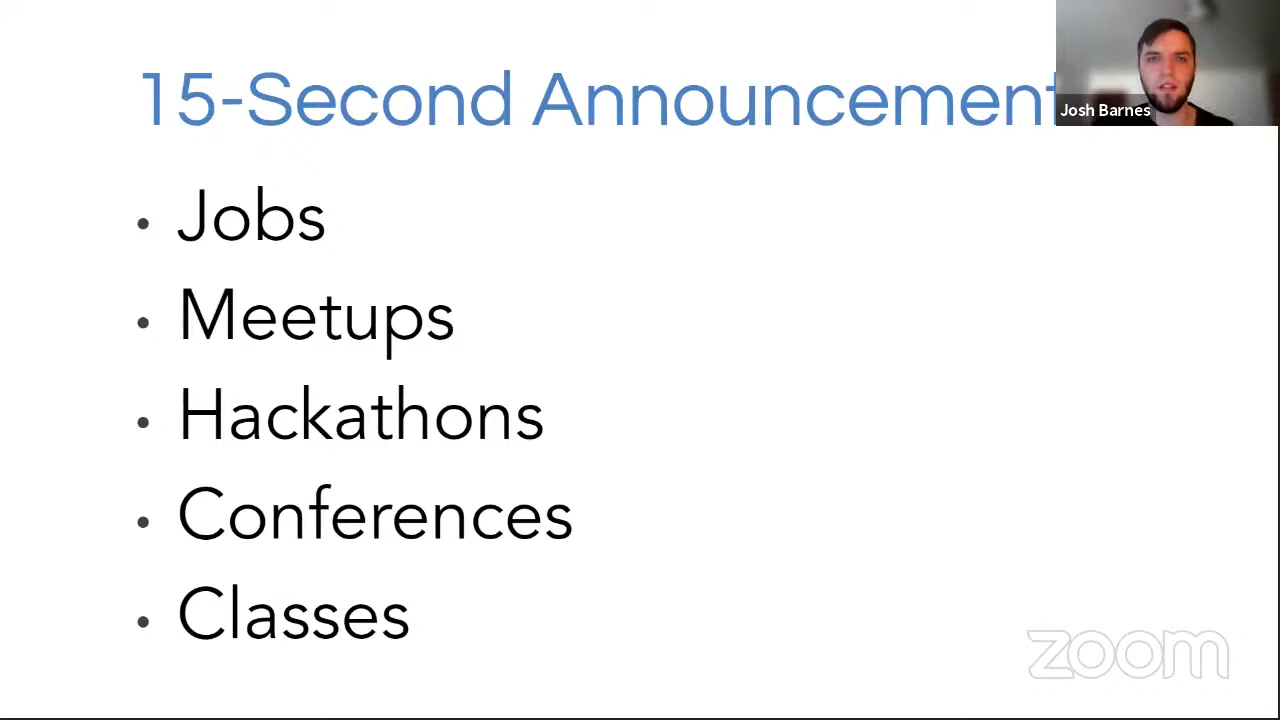 15-Second Announcement
Josh Barnes
• Jobs
• Meetups
• Hackathons
• Conferences
• Classes
zoom